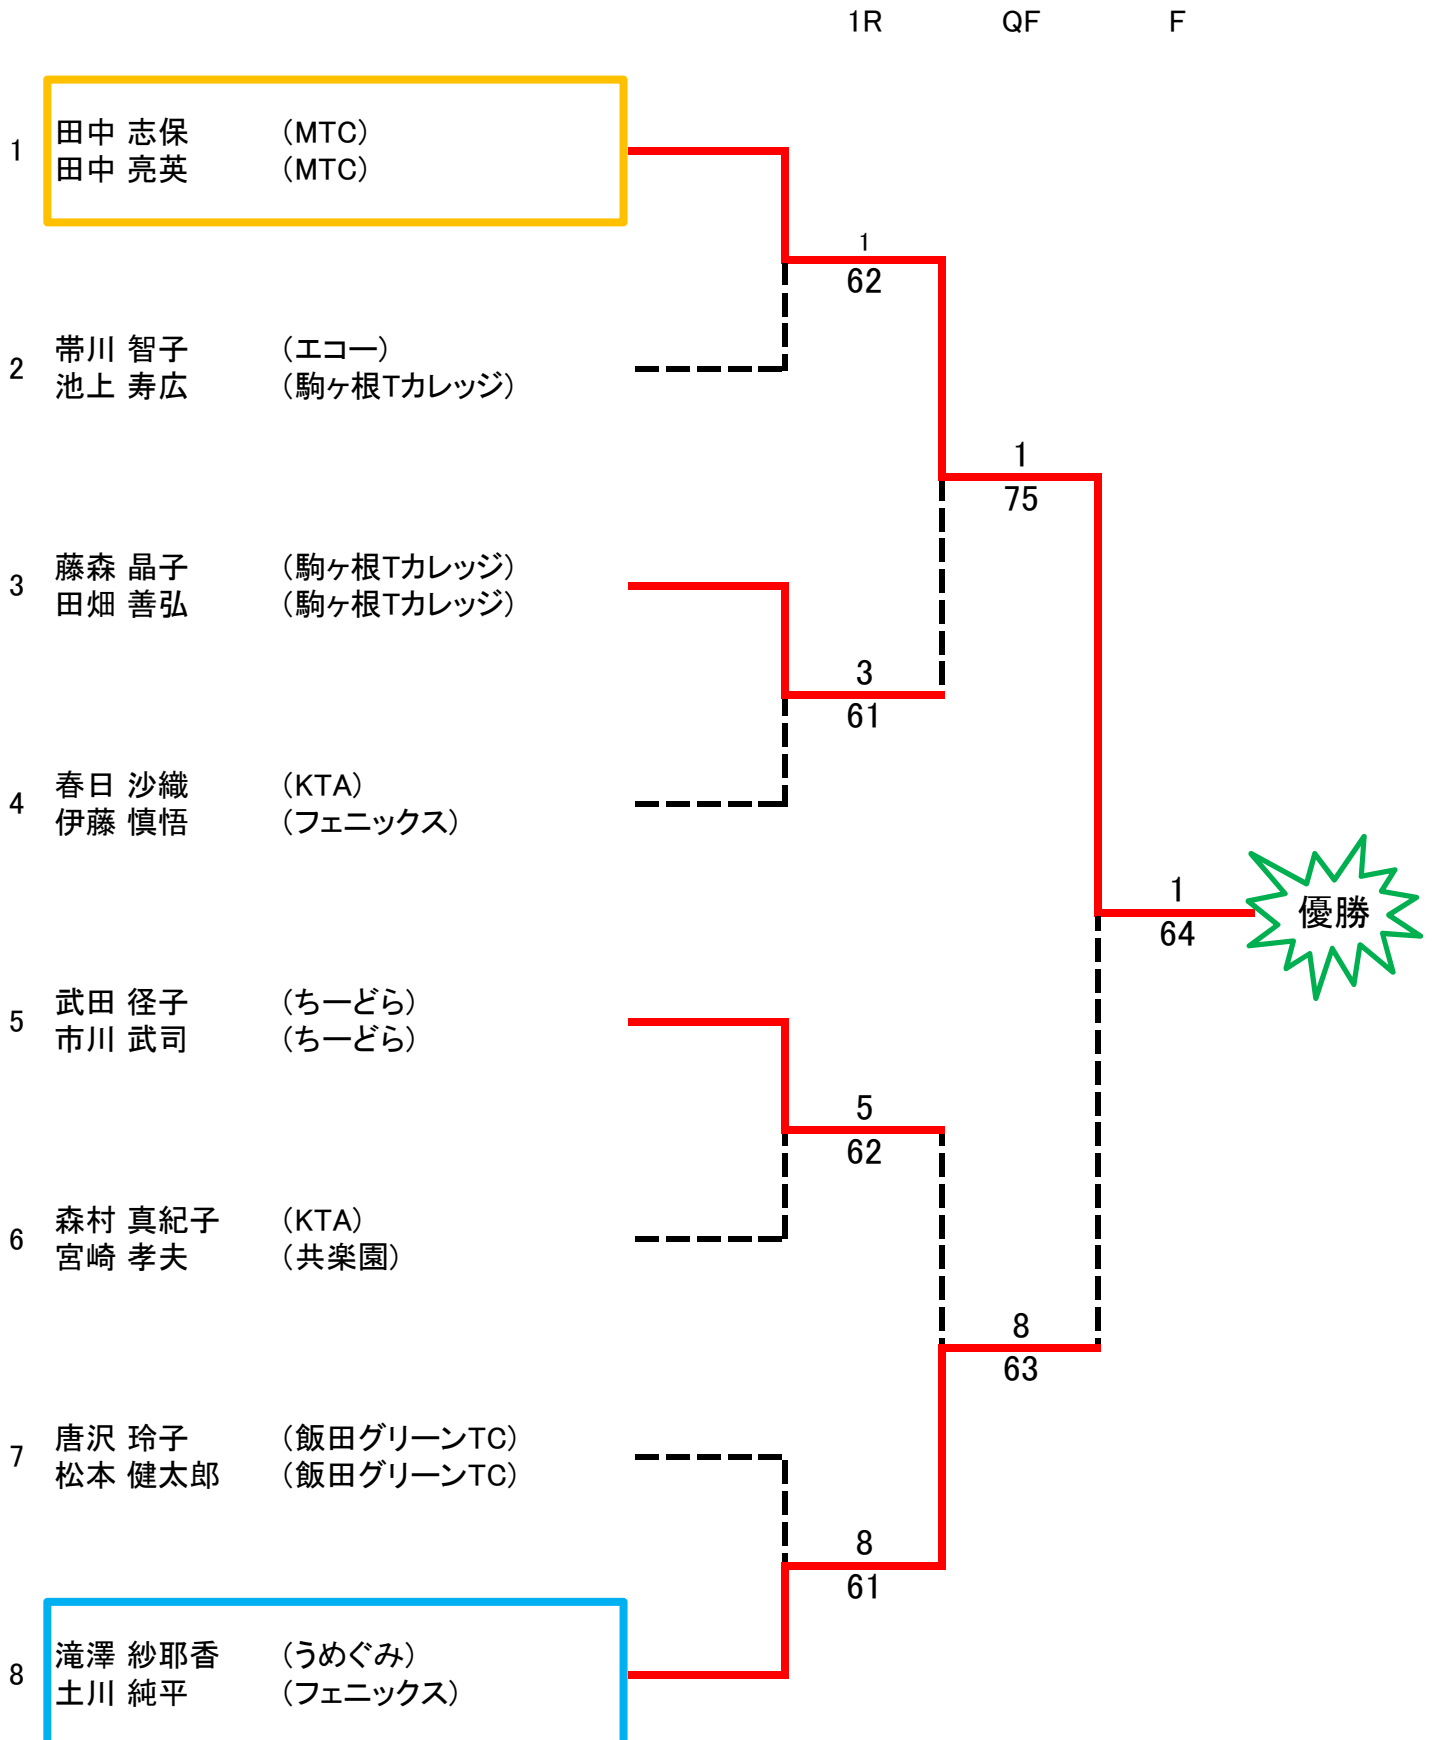 1R QF F
1 田中 志保 (MTC)
田中 亮英 (MTC)
1
62
2 帯川 智子 (エコー)
池上 寿広 (駒ヶ根Tカレッジ)
1
75
3 藤森 晶子 (駒ヶ根Tカレッジ)
田畑 善弘 (駒ヶ根Tカレッジ)
3
61
4 春日 沙織 (KTA)
伊藤 慎悟 (フェニックス)
1
64
優勝
5 武田 径子 (ちーどら)
市川 武司 (ちーどら)
5
62
6 森村 真紀子 (KTA)
宮崎 孝夫 (共楽園)
8
63
7 唐沢 玲子 (飯田グリーンTC)
松本 健太郎 (飯田グリーンTC)
8
61
8 滝澤 紗耶香 (うめぐみ)
土川 純平 (フェニックス)